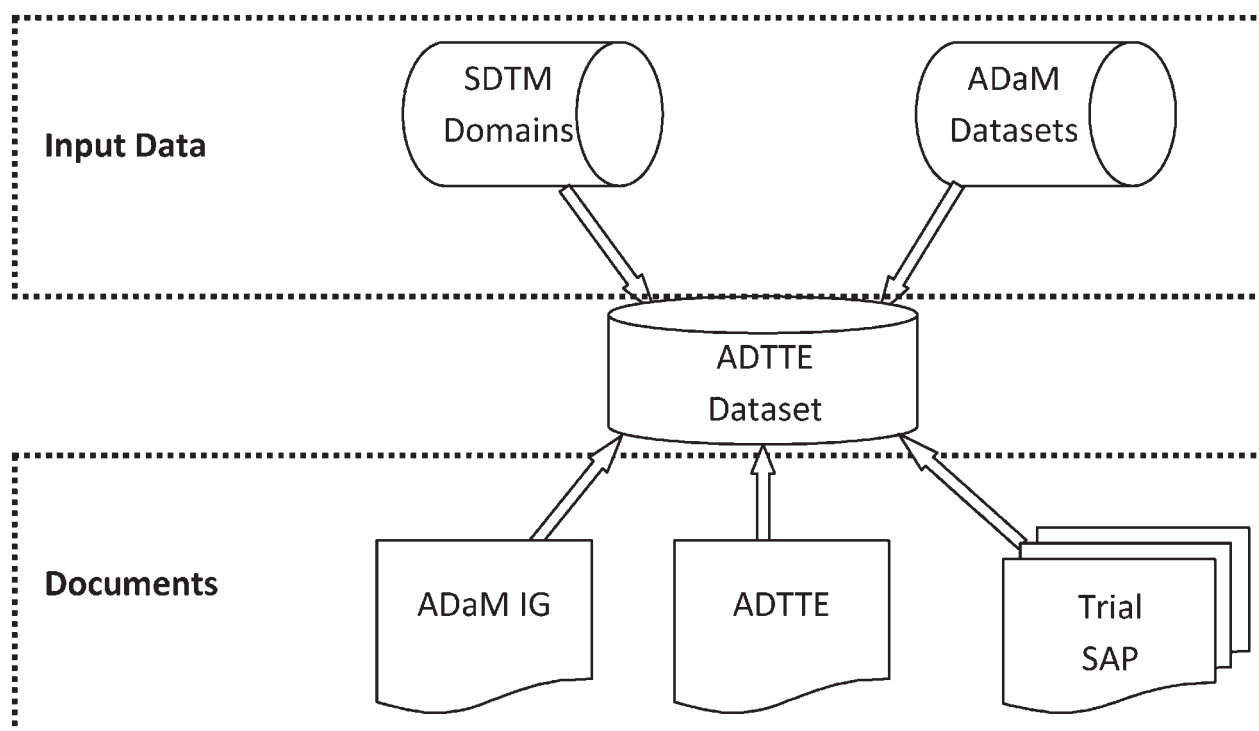 SDTM
Domains
ADaM
Datasets
Input Data
ADTTE
Dataset
Documents
ADaM IG
ADTTE
Trial
SAP